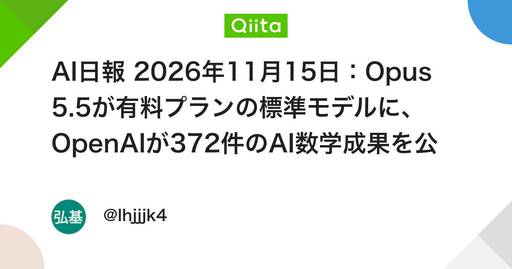 Qiita
AI日報 2026年11月15日：Opus
5.5が有料プランの標準モデルに、
OpenAIが372件のAI数学成果を公
弘基
@lhjjjk4